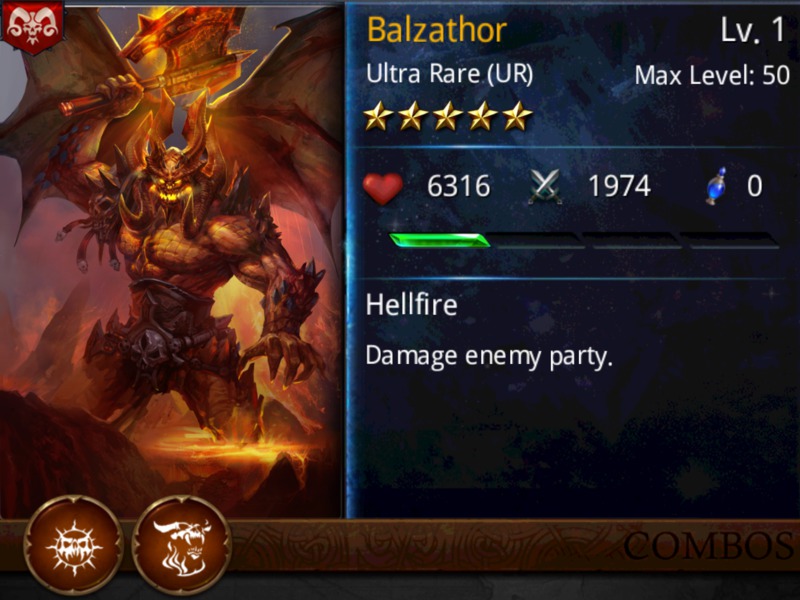 Balzathor
Lv. 1
Ultra Rare (UR)
Max Level: 50
6316
1974
0
Hellfire
Damage enemy party.
COMBOS